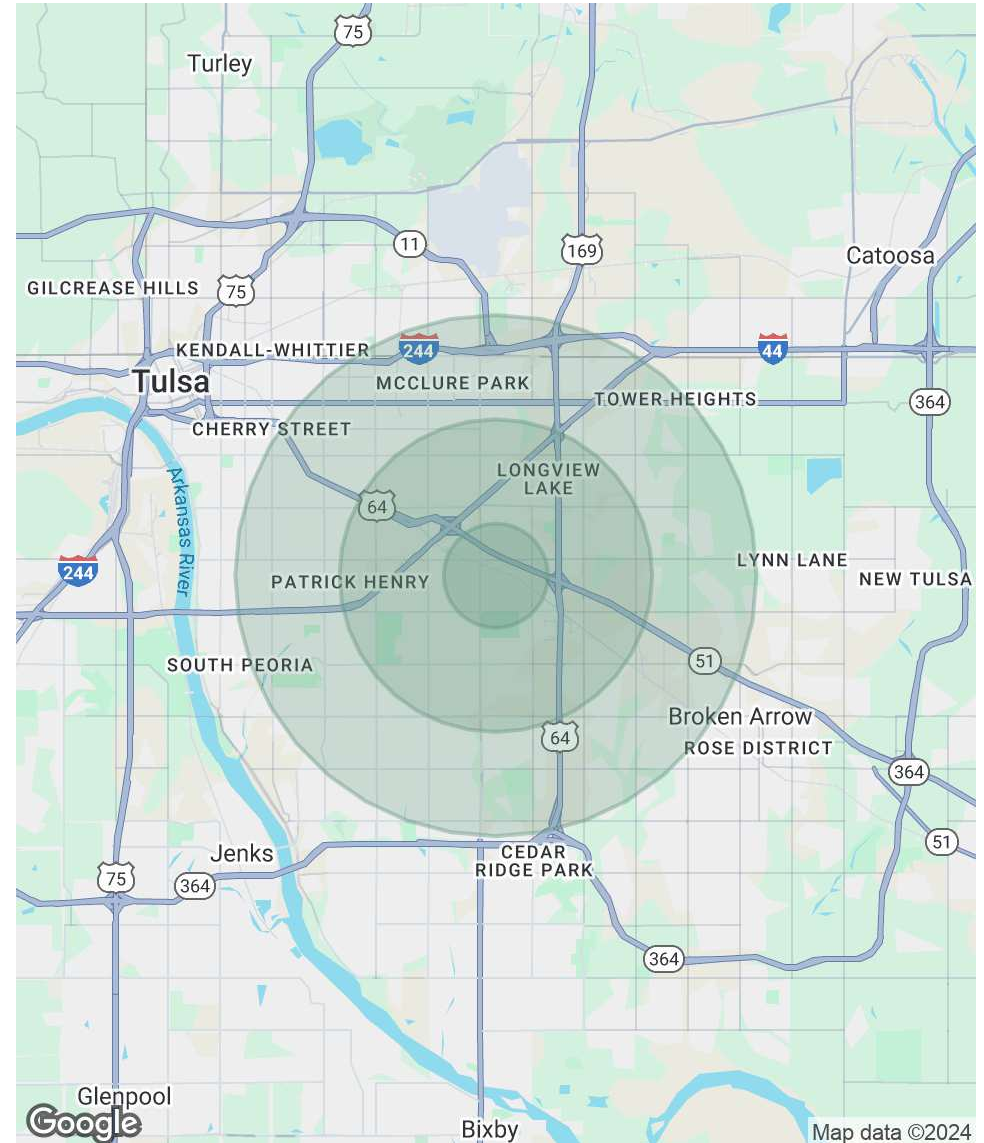 75
Turley
11
169
Catoosa
GILCREASE HILLS
75
KENDALL-WHITTIER
244
44
Tulsa
MCCLURE PARK
TOWER HEIGHTS
364
CHERRY STREET
LONGVIEW
LAKE
64
Arkansas River
244
PATRICK HENRY
LYNN LANE
NEW TULSA
SOUTH PEORIA
51
Broken Arrow
64
ROSE DISTRICT
364
51
Jenks
CEDAR
RIDGE PARK
75
364
364
Glenpool
Google
Bixby
Map data ©2024